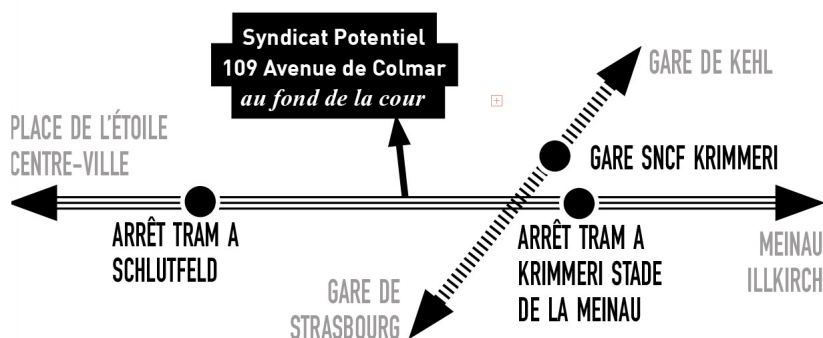 Syndicat Potentiel
109 Avenue de Colmar
au fond de la cour
GARE DE KEHL
PLACE DE L'ÉTOILE
CENTRE-VILLE
GARE SNCF KRIMMERI
ARRÊT TRAM A
SCHLUTFELD
ARRÊT TRAM A
KRIMMERI STADE
DE LA MEINAU
MEINAU
ILLKIRCH
GARE DE
STRASBOURG